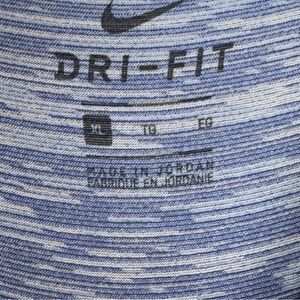 DRI-FIT
XL TG EG
MADE IN JORDAN
FABRIQUÉ EN JORDANIE